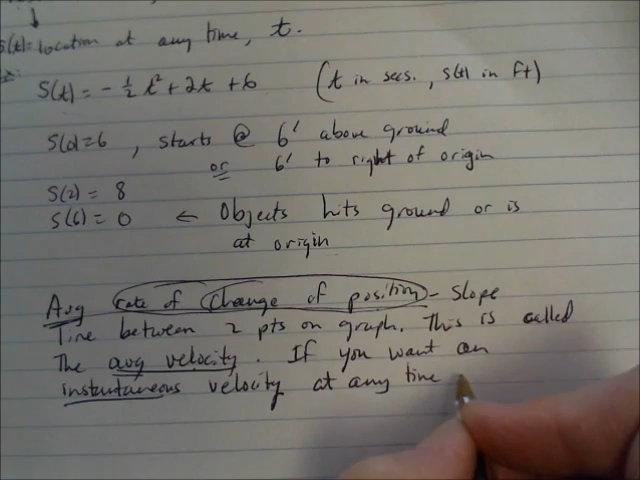 S(t)= location at any time, t.
S(t) = - 1/2 t² + 2t + 6 (t in secs., s(t) in ft)
S(0)=6 , starts @ 6' above ground
or 6' to right of origin
S(2) = 8
S(6) = 0 ← Objects hits ground or is
at origin
Avg rate of change of position - slope
line between 2 pts on graph. This is called
The avg velocity. If you want an
instantaneous velocity at any time